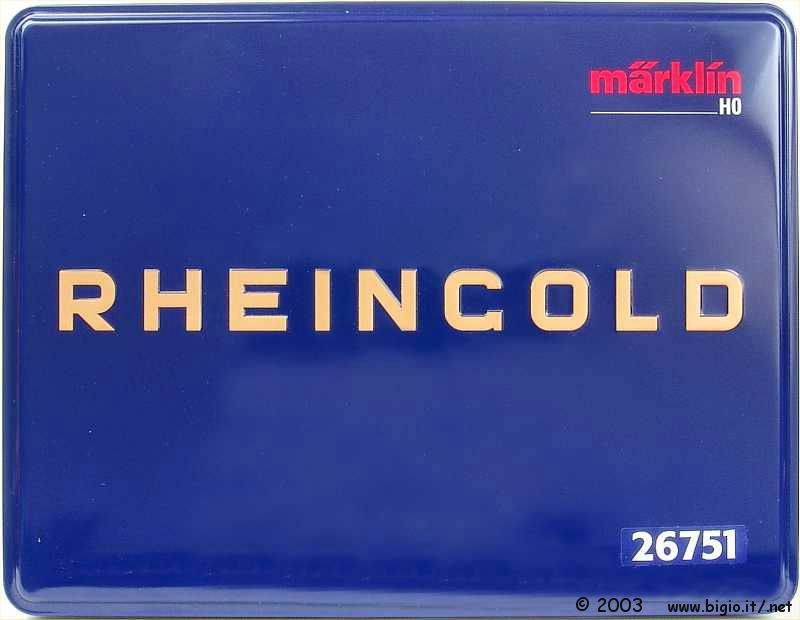 märklin
H0
RHEINGOLD
26751
© 2003 www.bigio.it/.net